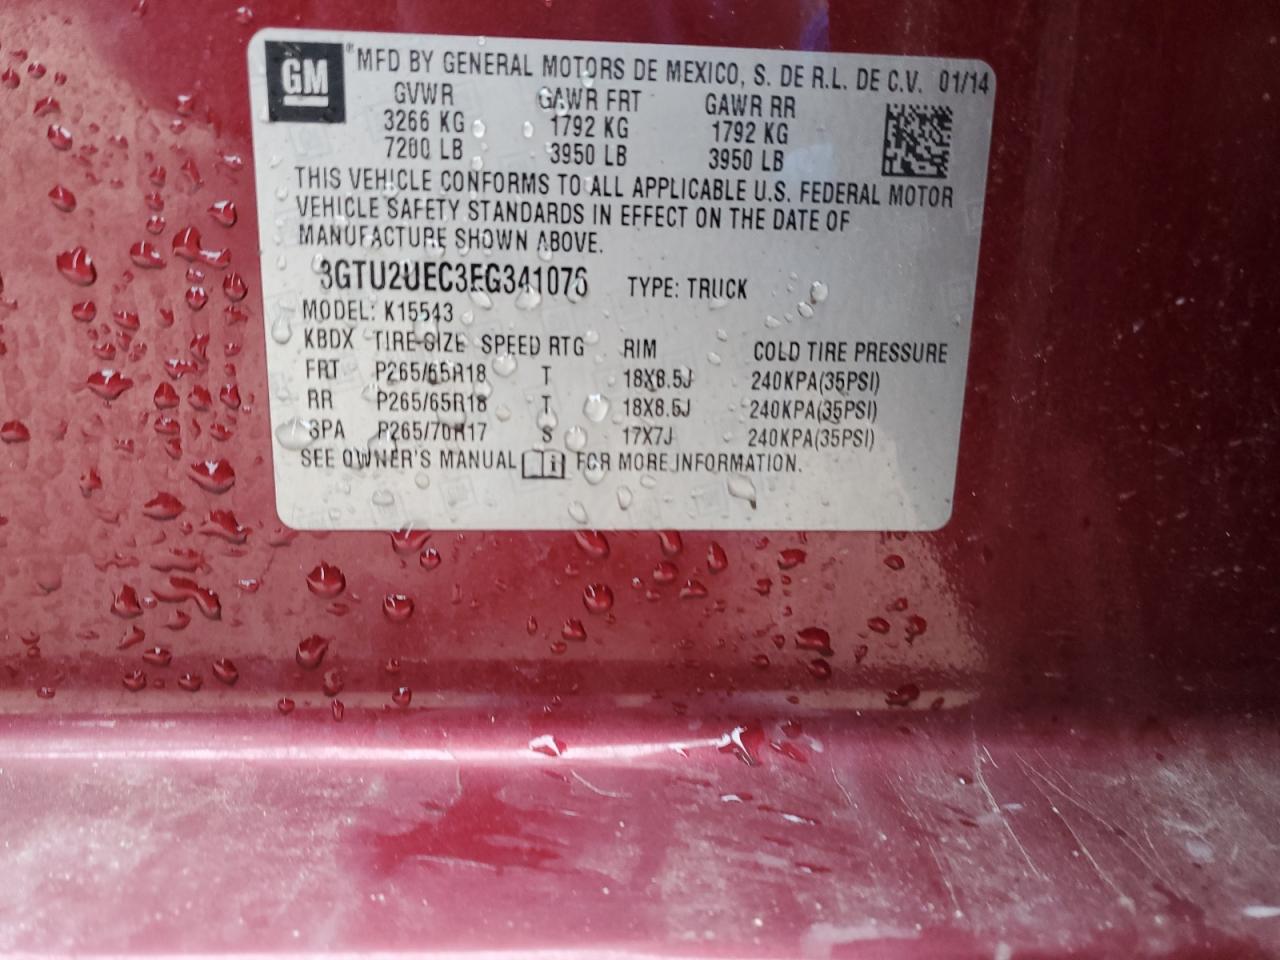 GM ® MFD BY GENERAL MOTORS DE MEXICO, S. DE R.L. DE C.V. 01/14
GVWR GAWR FRT GAWR RR
3266 KG 1792 KG 1792 KG
7200 LB 3950 LB 3950 LB
THIS VEHICLE CONFORMS TO ALL APPLICABLE U.S. FEDERAL MOTOR
VEHICLE SAFETY STANDARDS IN EFFECT ON THE DATE OF
MANUFACTURE SHOWN ABOVE.
3GTU2UEC3EG341076 TYPE: TRUCK
MODEL: K15543
KBDX TIRE-SIZE SPEED RTG RIM COLD TIRE PRESSURE
FRT P265/65R18 T 18X8.5J 240KPA(35PSI)
RR P265/65R18 T 18X8.5J 240KPA(35PSI)
SPA P265/70R17 S 17X7J 240KPA(35PSI)
SEE OWNER'S MANUAL i FOR MORE INFORMATION.